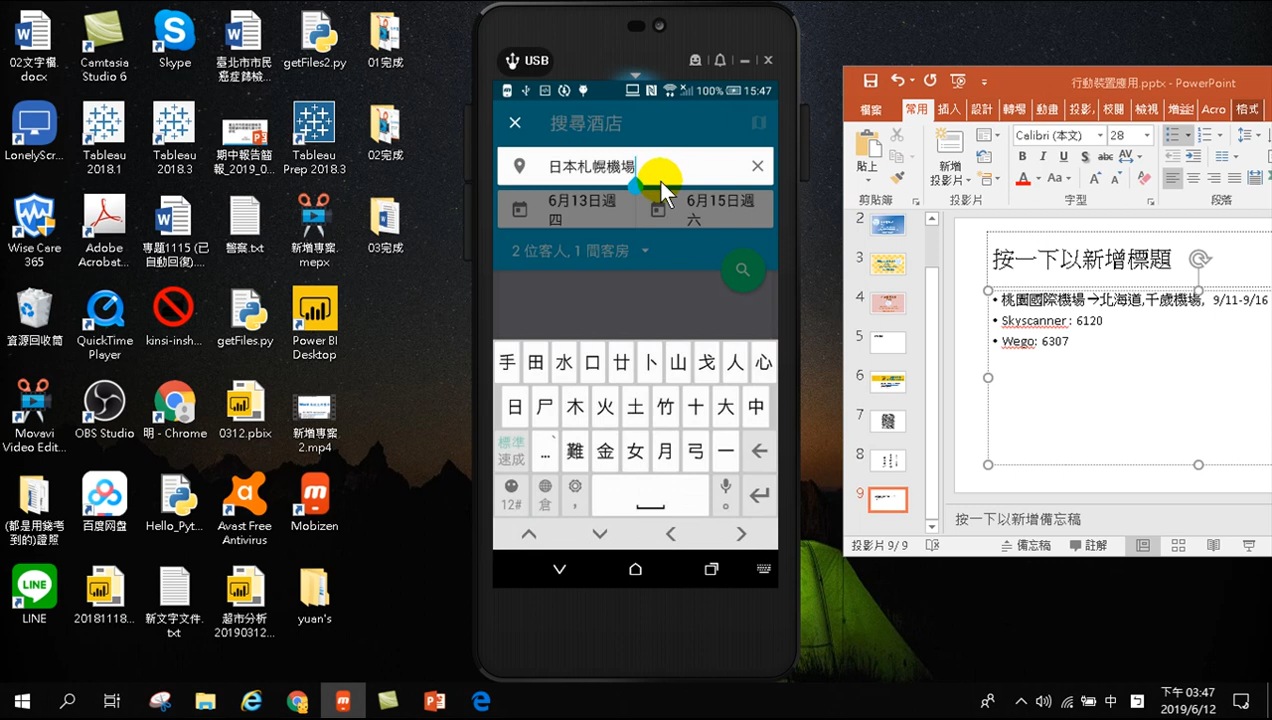 02文字檔.docx
Camtasia Studio 6
Skype
臺北市市民癌症篩檢...
getFiles2.py
01完成
LonelyScr...
Tableau 2018.1
Tableau 2018.3
期中報告簡報_2019_0...
Tableau Prep 2018.3
02完成
Wise Care 365
Adobe Acrobat...
專題1115 (已自動回復)...
警察.txt
新增專案.mepx
03完成
資源回收筒
QuickTime Player
kinsi-insh...
getFiles.py
Power BI Desktop
Movavi Video Edit...
OBS Studio
明 - Chrome
0312.pbix
新增專案 2.mp4
(都是用錢考到的)證照
百度网盘
Hello_Pyt...
Avast Free Antivirus
Mobizen
LINE
20181118...
新文字文件.txt
超市分析 20190312...
yuan's
USB
100% 15:47
搜尋酒店
日本札幌機場
6月13日週四
6月15日週六
2 位客人, 1 間客房
手 田 水 口 廿 卜 山 戈 人 心
日 尸 木 火 土 竹 十 大 中
標準 速成 難 金 女 月 弓 一
12# 倉 , 。
行動裝置應用.pptx - PowerPoint
檔案 常用 插入 設計 轉場 動畫 投影, 校閱 檢視 增益 Acro 格式
貼上
新增投影片
Calibri (本文) 28
B I U S abc AV
A Aa A A
剪貼簿 投影片 字型
2
3
4
5
6
7
8
9
按一下以新增標題
• 桃園國際機場→北海道,千歲機場, 9/11-9/16
• Skyscanner : 6120
• Wego: 6307
按一下以新增備忘稿
投影片 9/9 備忘稿 註解
中
下午 03:47
2019/6/12